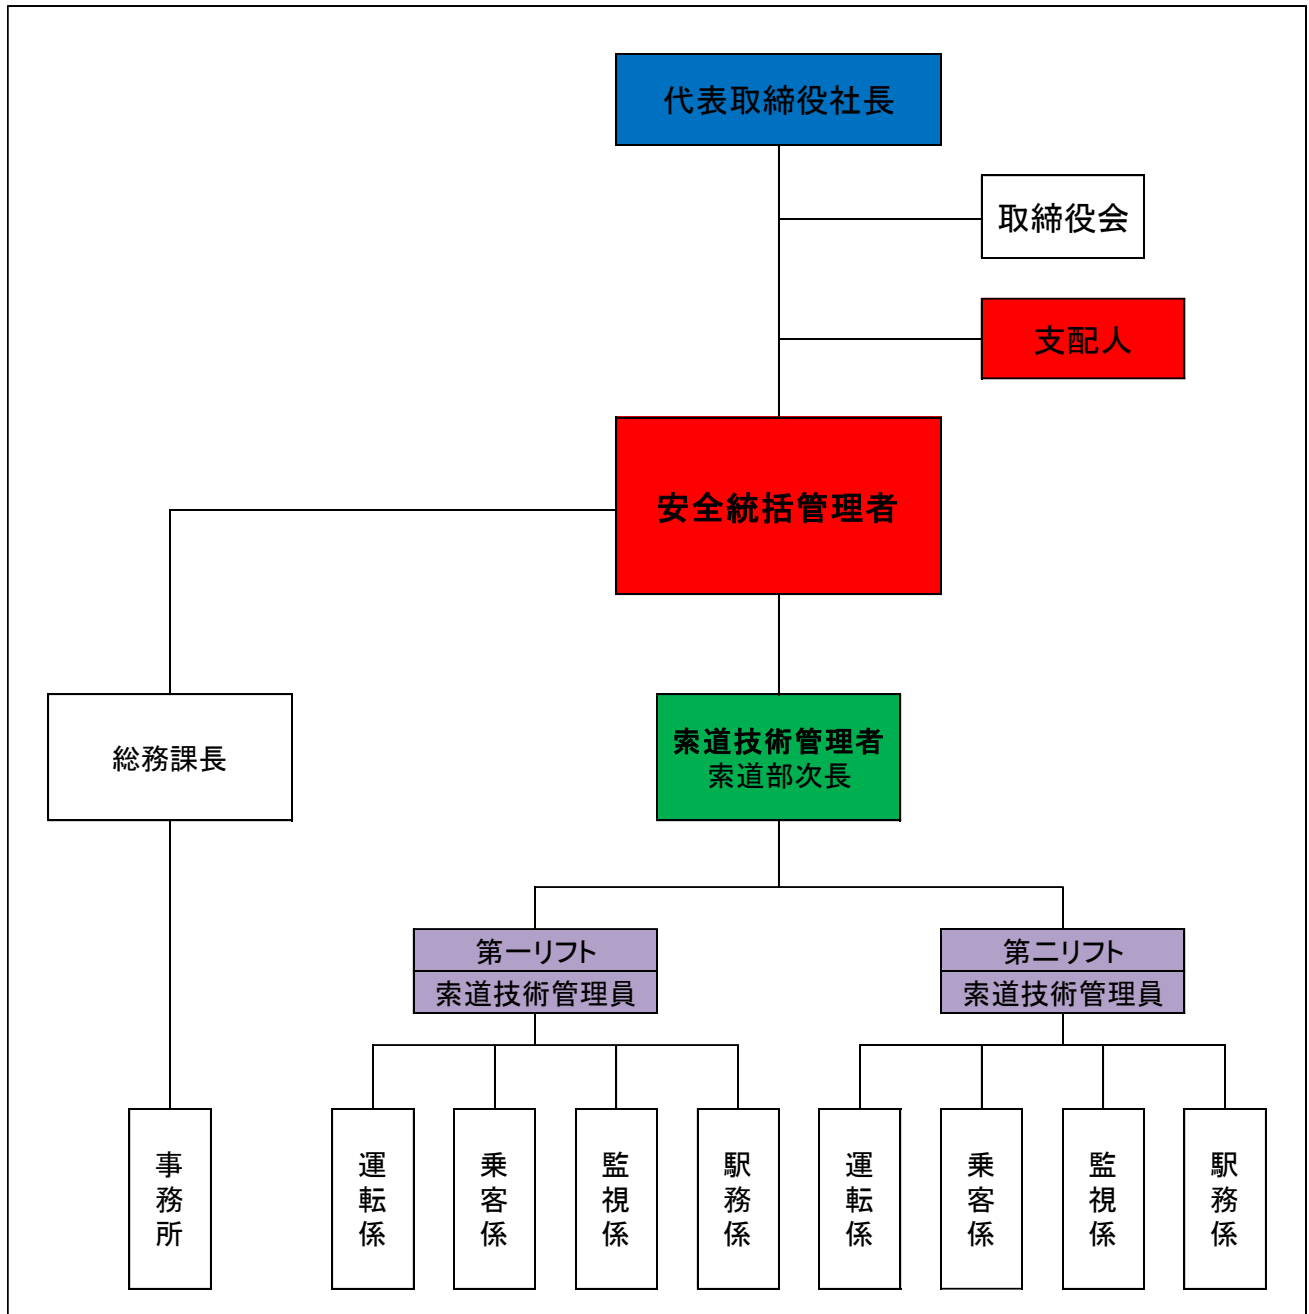 代表取締役社長
取締役会
支配人
安全統括管理者
総務課長
索道技術管理者
索道部次長
第一リフト
索道技術管理員
第二リフト
索道技術管理員
事務所
運転係
乗客係
監視係
駅務係
運転係
乗客係
監視係
駅務係